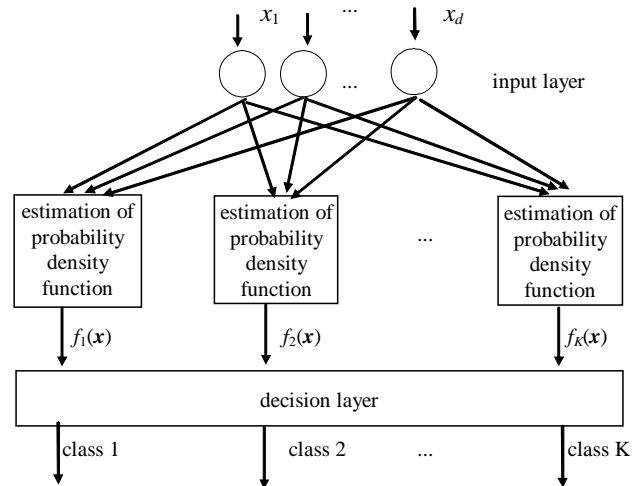 x1 ... xd
... input layer
estimation of probability density function
estimation of probability density function
...
estimation of probability density function
f1(x) f2(x) fK(x)
decision layer
class 1 class 2 ... class K